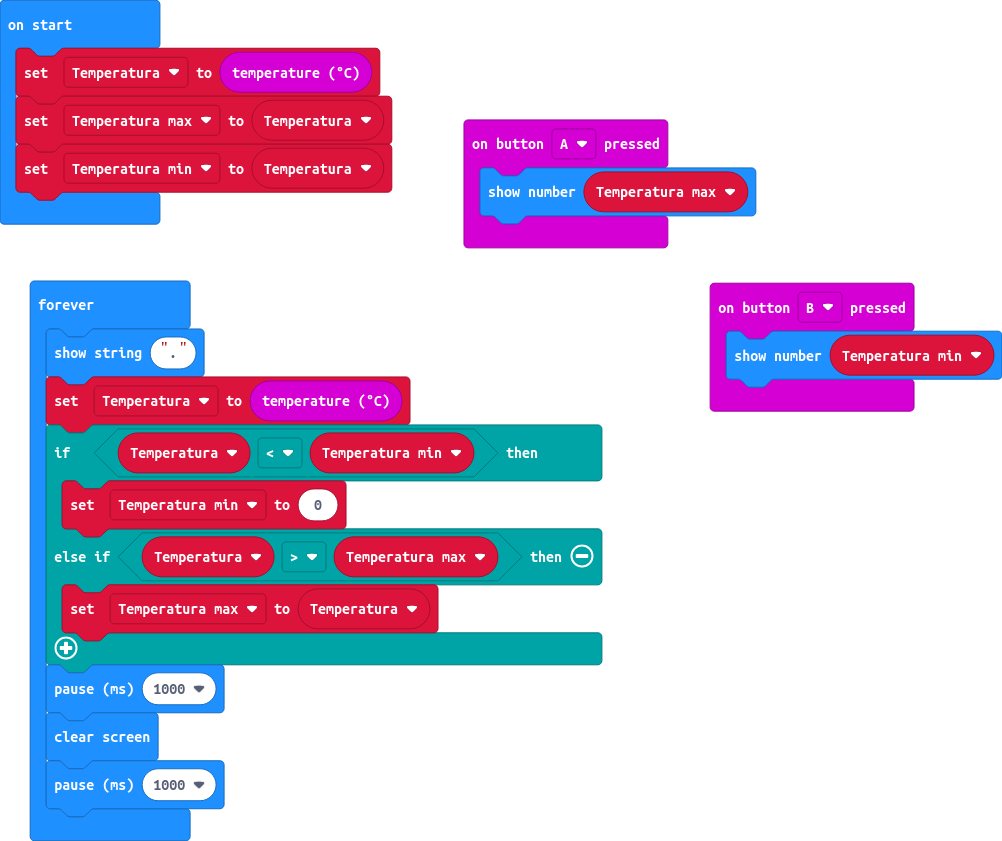 on start
set Temperatura to temperature (°C)
set Temperatura max to Temperatura
set Temperatura min to Temperatura
on button A pressed
show number Temperatura max
forever
show string "."
set Temperatura to temperature (°C)
if Temperatura < Temperatura min then
set Temperatura min to 0
else if Temperatura > Temperatura max then
set Temperatura max to Temperatura
pause (ms) 1000
clear screen
pause (ms) 1000
on button B pressed
show number Temperatura min